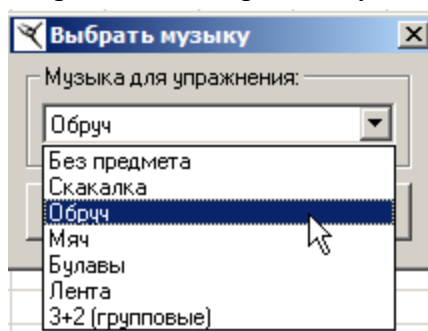 Выбрать музыку
Музыка для упражнения:
Обруч
Без предмета
Скакалка
Обруч
Мяч
Булавы
Лента
3+2 (групповые)